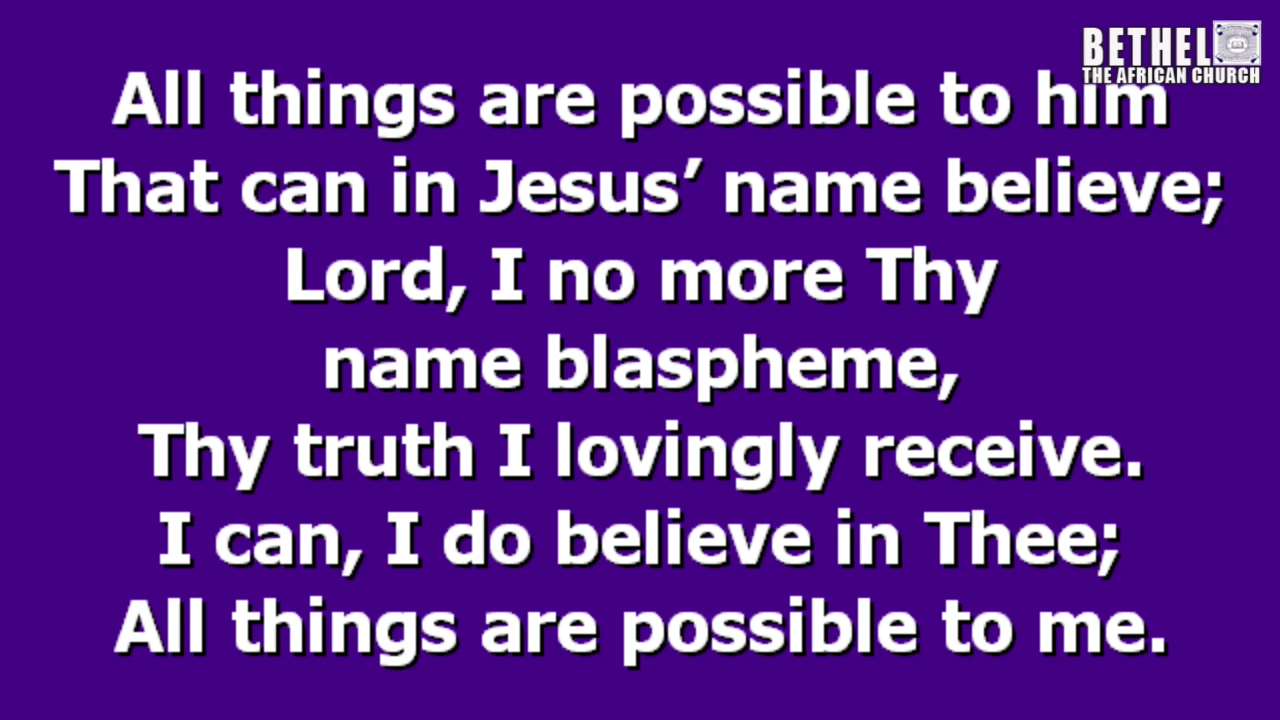 BETHEL
THE AFRICAN CHURCH
All things are possible to him
That can in Jesus’ name believe;
Lord, I no more Thy
name blaspheme,
Thy truth I lovingly receive.
I can, I do believe in Thee;
All things are possible to me.